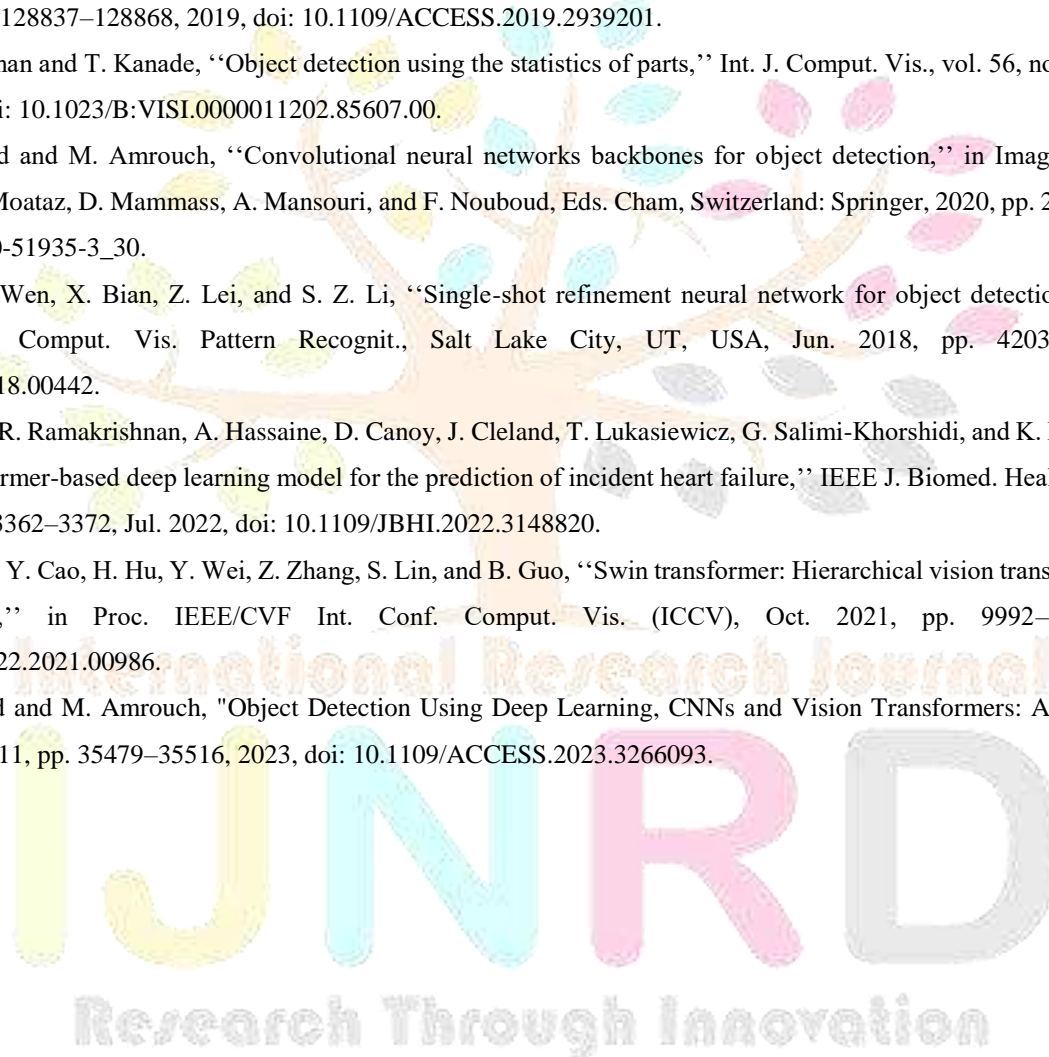 128837–128868, 2019, doi: 10.1109/ACCESS.2019.2939201.
nan and T. Kanade, ‘‘Object detection using the statistics of parts,’’ Int. J. Comput. Vis., vol. 56, no
i: 10.1023/B:VISI.0000011202.85607.00.
d and M. Amrouch, ‘‘Convolutional neural networks backbones for object detection,’’ in Imag
Moataz, D. Mammass, A. Mansouri, and F. Nouboud, Eds. Cham, Switzerland: Springer, 2020, pp. 2
0-51935-3_30.
Wen, X. Bian, Z. Lei, and S. Z. Li, ‘‘Single-shot refinement neural network for object detectio
Comput. Vis. Pattern Recognit., Salt Lake City, UT, USA, Jun. 2018, pp. 4203
18.00442.
R. Ramakrishnan, A. Hassaine, D. Canoy, J. Cleland, T. Lukasiewicz, G. Salimi-Khorshidi, and K.
rmer-based deep learning model for the prediction of incident heart failure,’’ IEEE J. Biomed. Heal
3362–3372, Jul. 2022, doi: 10.1109/JBHI.2022.3148820.
Y. Cao, H. Hu, Y. Wei, Z. Zhang, S. Lin, and B. Guo, ‘‘Swin transformer: Hierarchical vision trans
,’’ in Proc. IEEE/CVF Int. Conf. Comput. Vis. (ICCV), Oct. 2021, pp. 9992–
22.2021.00986.
International Research Journal
d and M. Amrouch, "Object Detection Using Deep Learning, CNNs and Vision Transformers: A
11, pp. 35479–35516, 2023, doi: 10.1109/ACCESS.2023.3266093.
IJNRD
Research Through Innovation